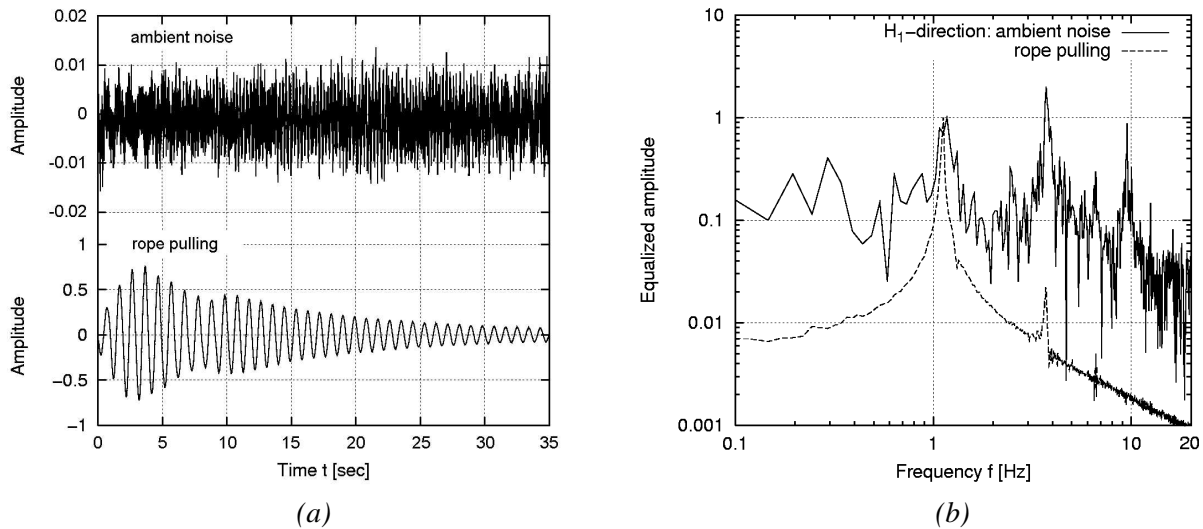 0.02
ambient noise
0.01
0
-0.01
-0.02
Amplitude
1
rope pulling
0.5
0
-0.5
-1
Amplitude
0 5 10 15 20 25 30 35
Time t [sec]
(a)
10
H1-direction: ambient noise
rope pulling
1
0.1
0.01
0.001
Equalized amplitude
0.1 1 10 20
Frequency f [Hz]
(b)